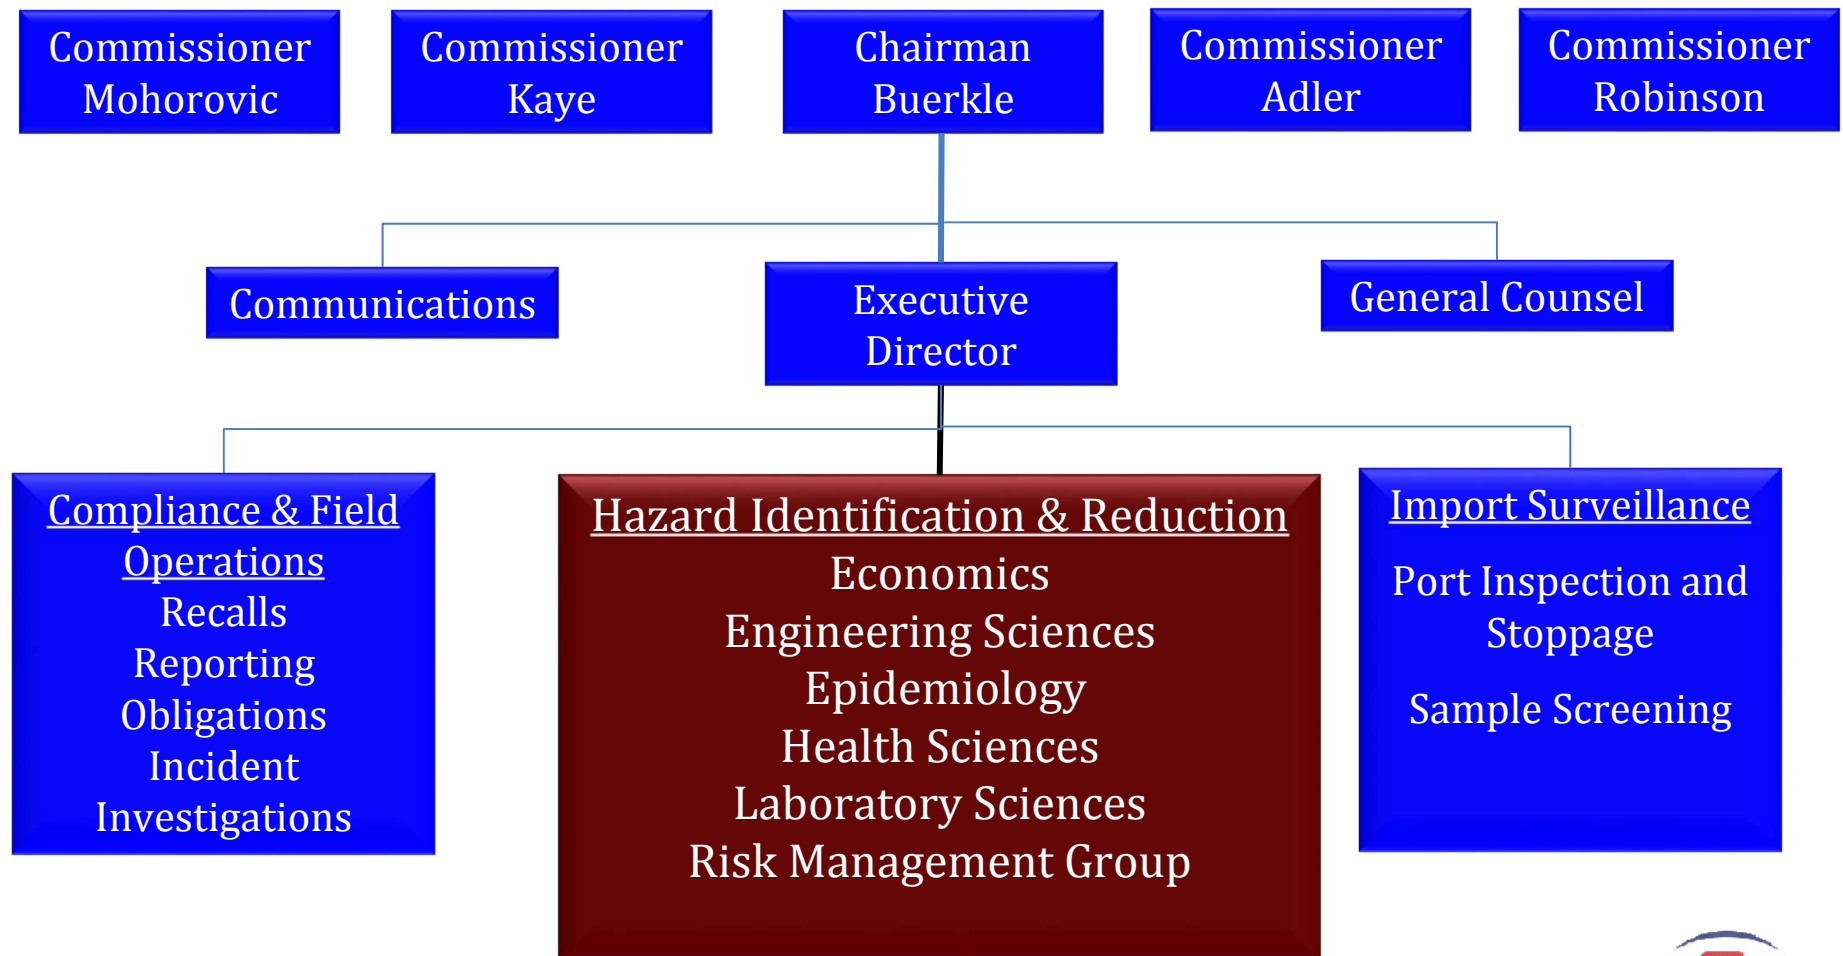 Commissioner
Mohorovic
Commissioner
Kaye
Chairman
Buerkle
Commissioner
Adler
Commissioner
Robinson
Communications
Executive
Director
General Counsel
Compliance & Field
Operations
Recalls
Reporting
Obligations
Incident
Investigations
Hazard Identification & Reduction
Economics
Engineering Sciences
Epidemiology
Health Sciences
Laboratory Sciences
Risk Management Group
Import Surveillance
Port Inspection and
Stoppage
Sample Screening